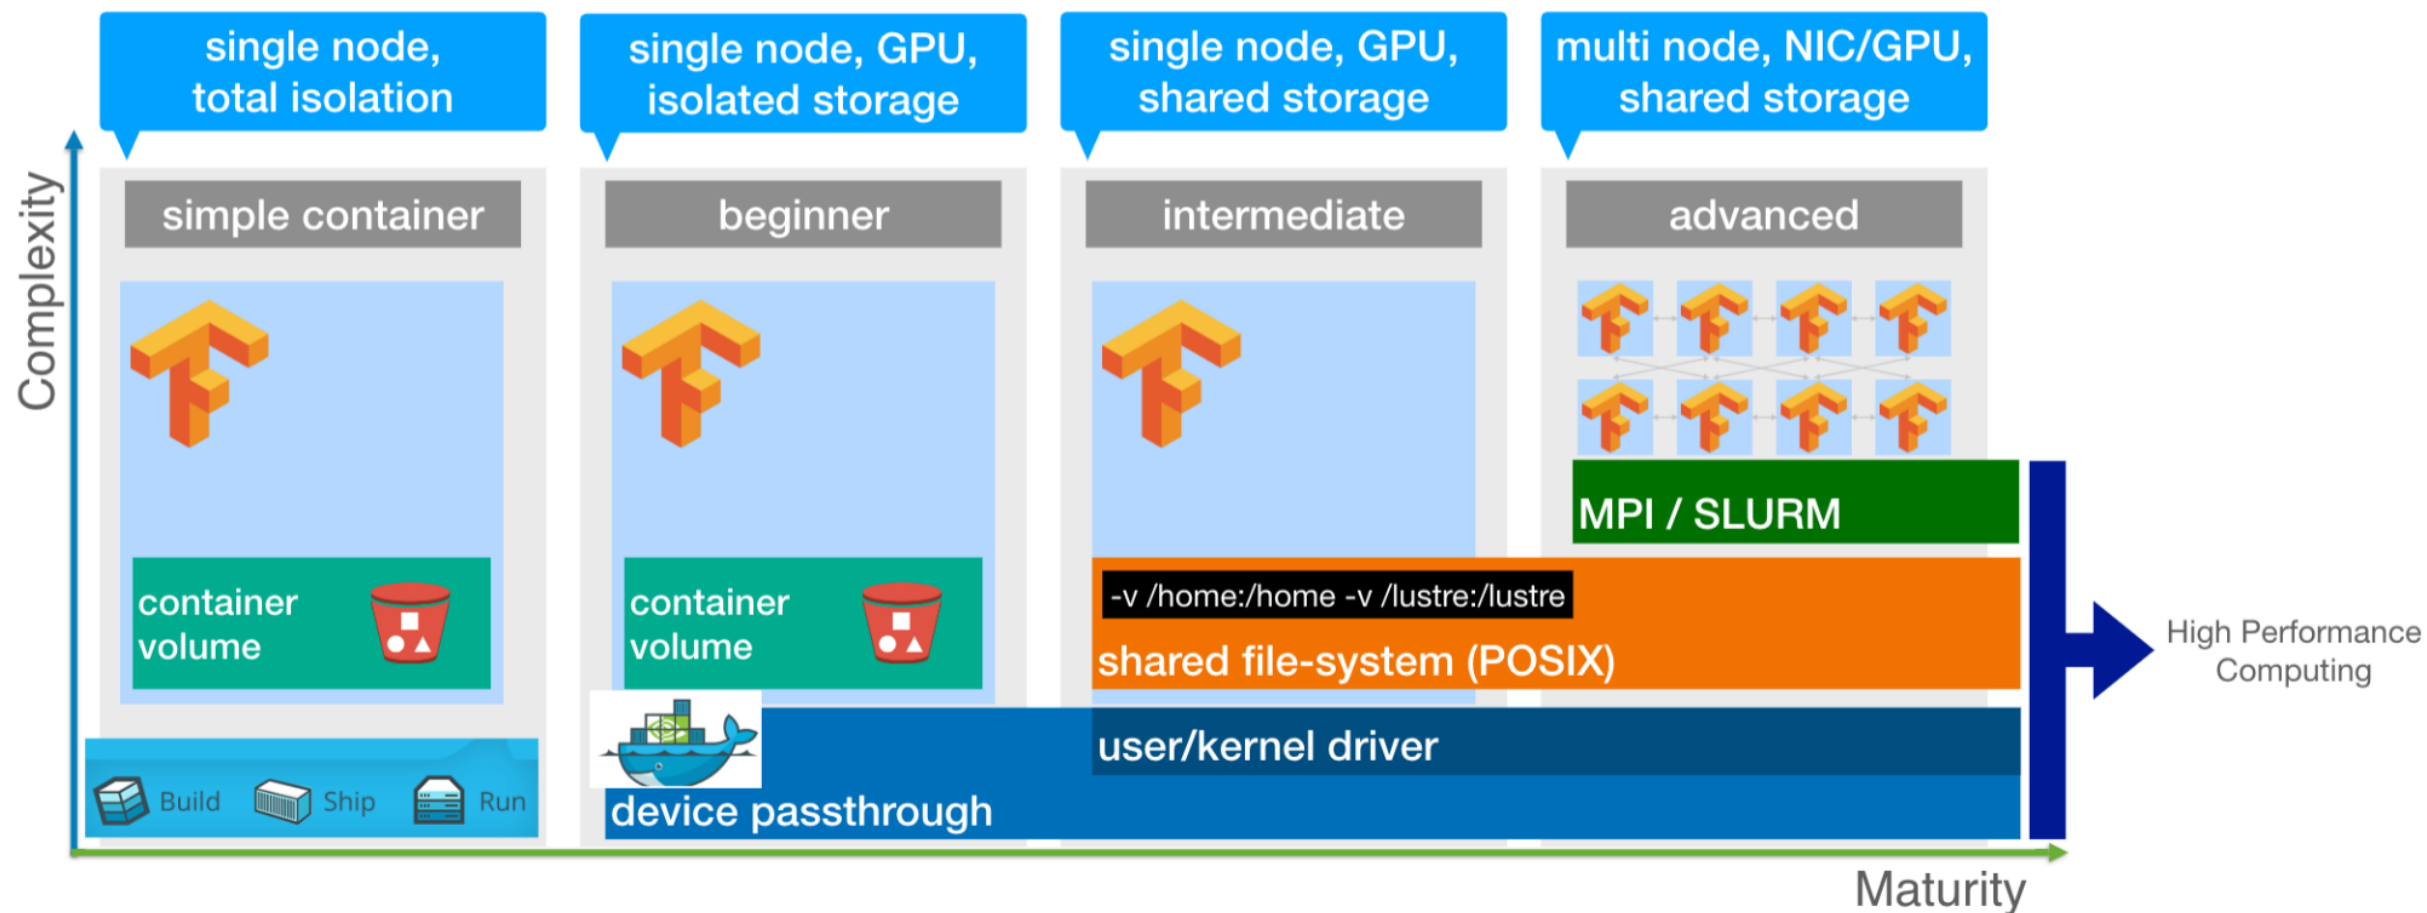 single node,
total isolation
single node, GPU,
isolated storage
single node, GPU,
shared storage
multi node, NIC/GPU,
shared storage
Complexity
simple container
beginner
intermediate
advanced
MPI / SLURM
container
volume
container
volume
-v /home:/home -v /lustre:/lustre
shared file-system (POSIX)
High Performance
Computing
user/kernel driver
Build
Ship
Run
device passthrough
Maturity